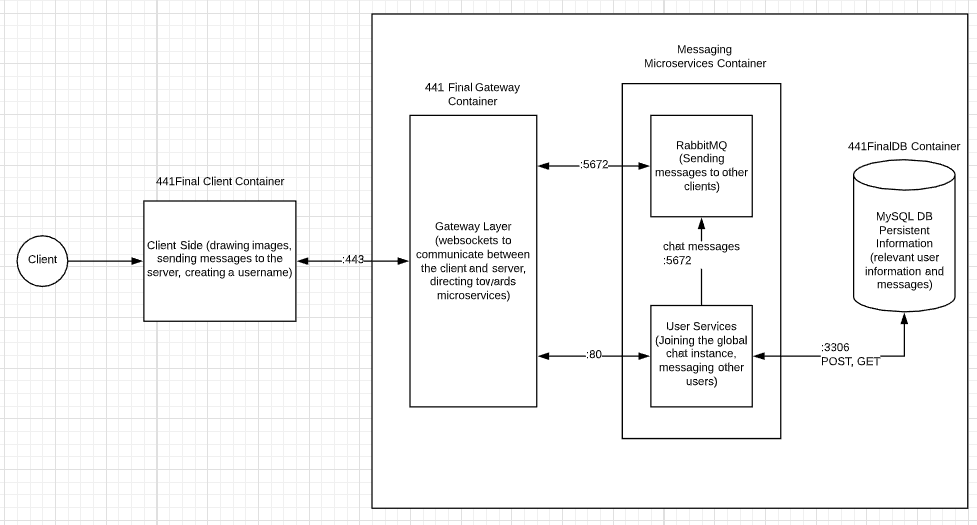 Messaging
Microservices Container
441 Final Gateway
Container
441FinalDB Container
441Final Client Container
RabbitMQ
(Sending
messages to other
clients)
:5672
MySQL DB
Persistent
Information
(relevant user
information and
messages)
Gateway Layer
(websockets to
communicate between
the client and server,
directing towards
microservices)
Client
Client Side (drawing images,
sending messages to the
server, creating a username)
:443
chat messages
:5672
User Services
(Joining the global
chat instance,
messaging other
users)
:80
:3306
POST, GET